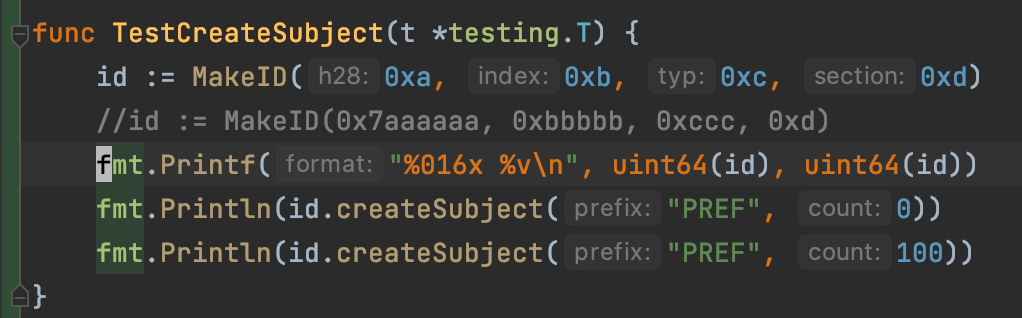 func TestCreateSubject(t *testing.T) {
id := MakeID( h28: 0xa, index: 0xb, typ: 0xc, section: 0xd)
//id := MakeID(0x7aaaaaa, 0xbbbbb, 0xccc, 0xd)
fmt.Printf( format: "%016x %v\n", uint64(id), uint64(id))
fmt.Println(id.createSubject( prefix: "PREF", count: 0))
fmt.Println(id.createSubject( prefix: "PREF", count: 100))
}